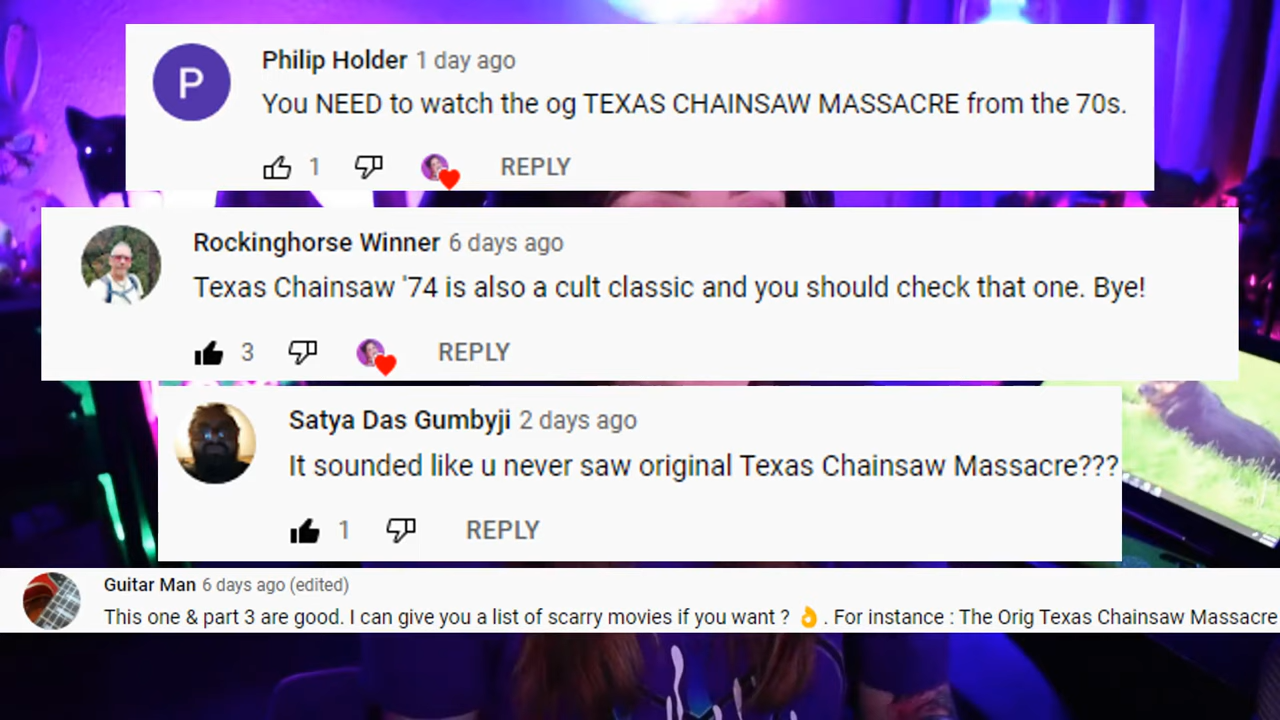 P
Philip Holder 1 day ago
You NEED to watch the og TEXAS CHAINSAW MASSACRE from the 70s.
1 REPLY
Rockinghorse Winner 6 days ago
Texas Chainsaw '74 is also a cult classic and you should check that one. Bye!
3 REPLY
Satya Das Gumbyji 2 days ago
It sounded like u never saw original Texas Chainsaw Massacre???
1 REPLY
Guitar Man 6 days ago (edited)
This one & part 3 are good. I can give you a list of scarry movies if you want ? 👌 . For instance : The Orig Texas Chainsaw Massacre